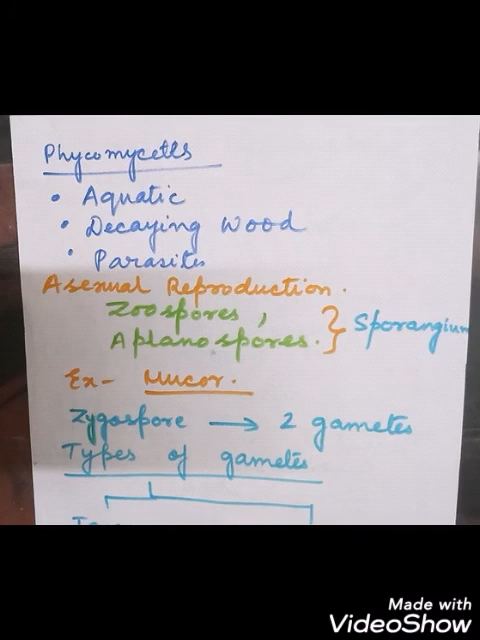 Phycomycetes
• Aquatic
• Decaying Wood
• Parasites
Asexual Reproduction.
Zoospores,
Aplanospores. } Sporangium
Ex- Mucor.
Zygospore → 2 gametes
Types of gametes
Made with
VideoShow